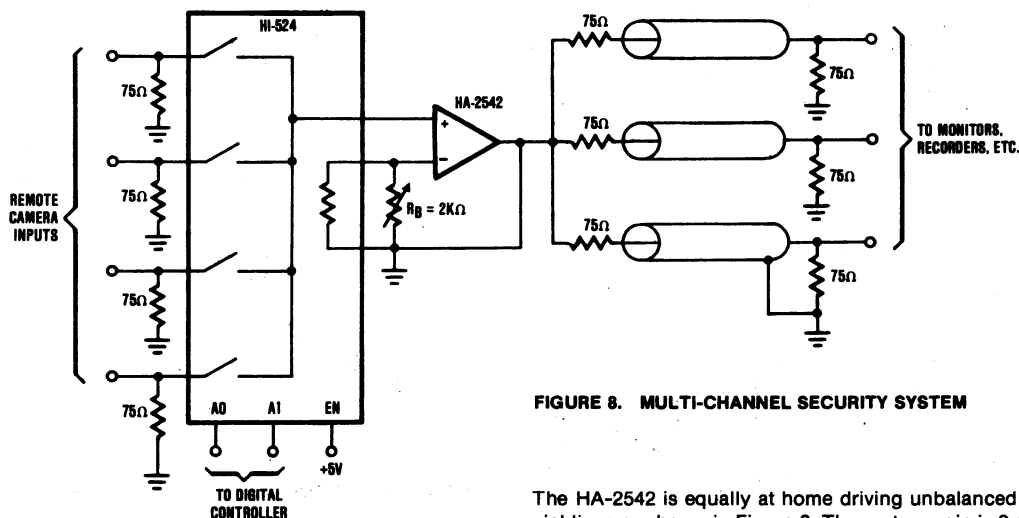 HI-524
REMOTE
CAMERA
INPUTS
75Ω
75Ω
75Ω
75Ω
A0
A1
EN
+5V
TO DIGITAL
CONTROLLER
HA-2542
+
−
RB = 2KΩ
75Ω
75Ω
75Ω
75Ω
75Ω
75Ω
TO MONITORS,
RECORDERS, ETC.
FIGURE 8. MULTI-CHANNEL SECURITY SYSTEM
The HA-2542 is equally at home driving unbalanced